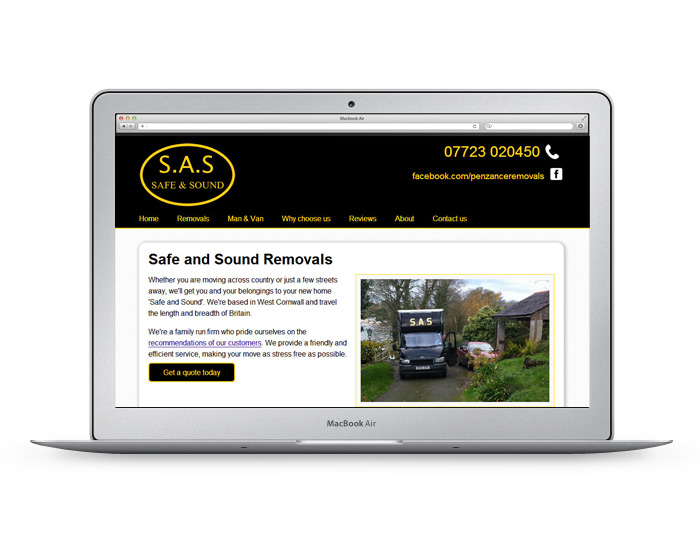 Macbook Air
S.A.S
SAFE & SOUND
07723 020450
facebook.com/penzanceremovals
f
Home Removals Man & Van Why choose us Reviews About Contact us
Safe and Sound Removals
Whether you are moving across country or just a few streets
away, we'll get you and your belongings to your new home
'Safe and Sound'. We're based in West Cornwall and travel
the length and breadth of Britain.
We're a family run firm who pride ourselves on the
recommendations of our customers. We provide a friendly and
efficient service, making your move as stress free as possible.
Get a quote today
S.A.S
MacBook Air